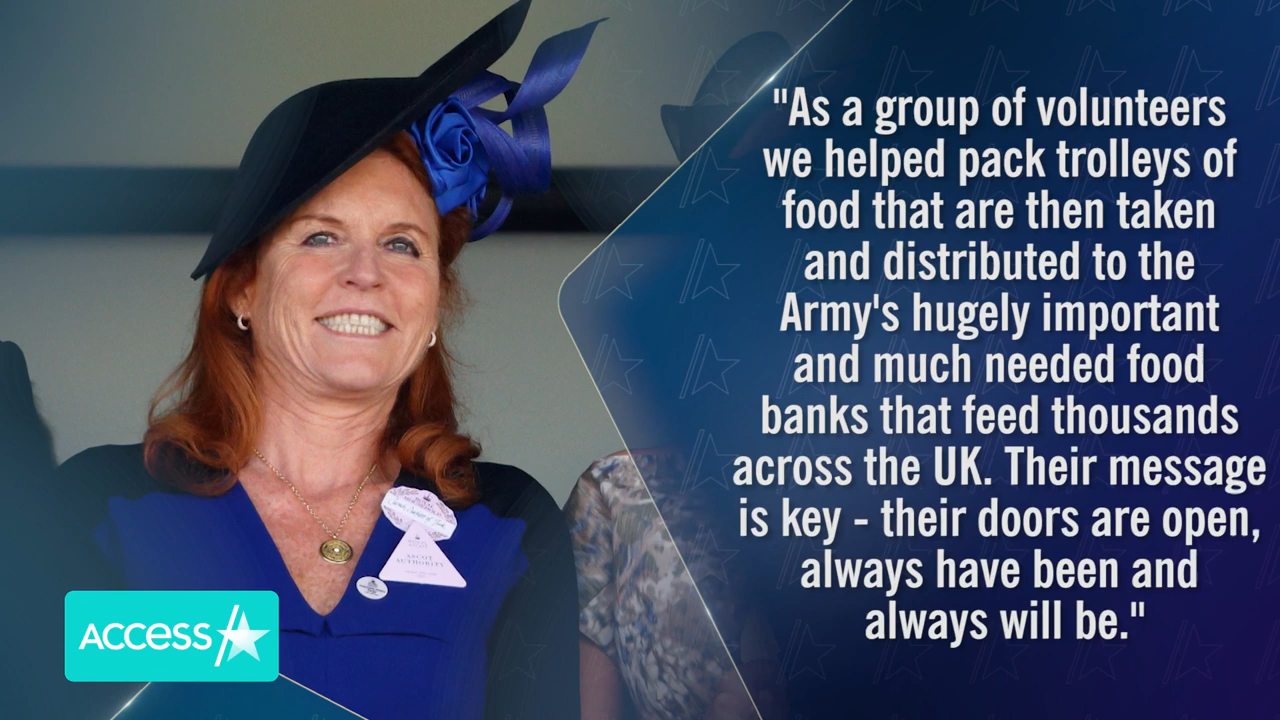 "As a group of volunteers
we helped pack trolleys of
food that are then taken
and distributed to the
Army's hugely important
and much needed food
banks that feed thousands
across the UK. Their message
is key - their doors are open,
always have been and
always will be."
ASCOT
AUTHORITY
ACCESS